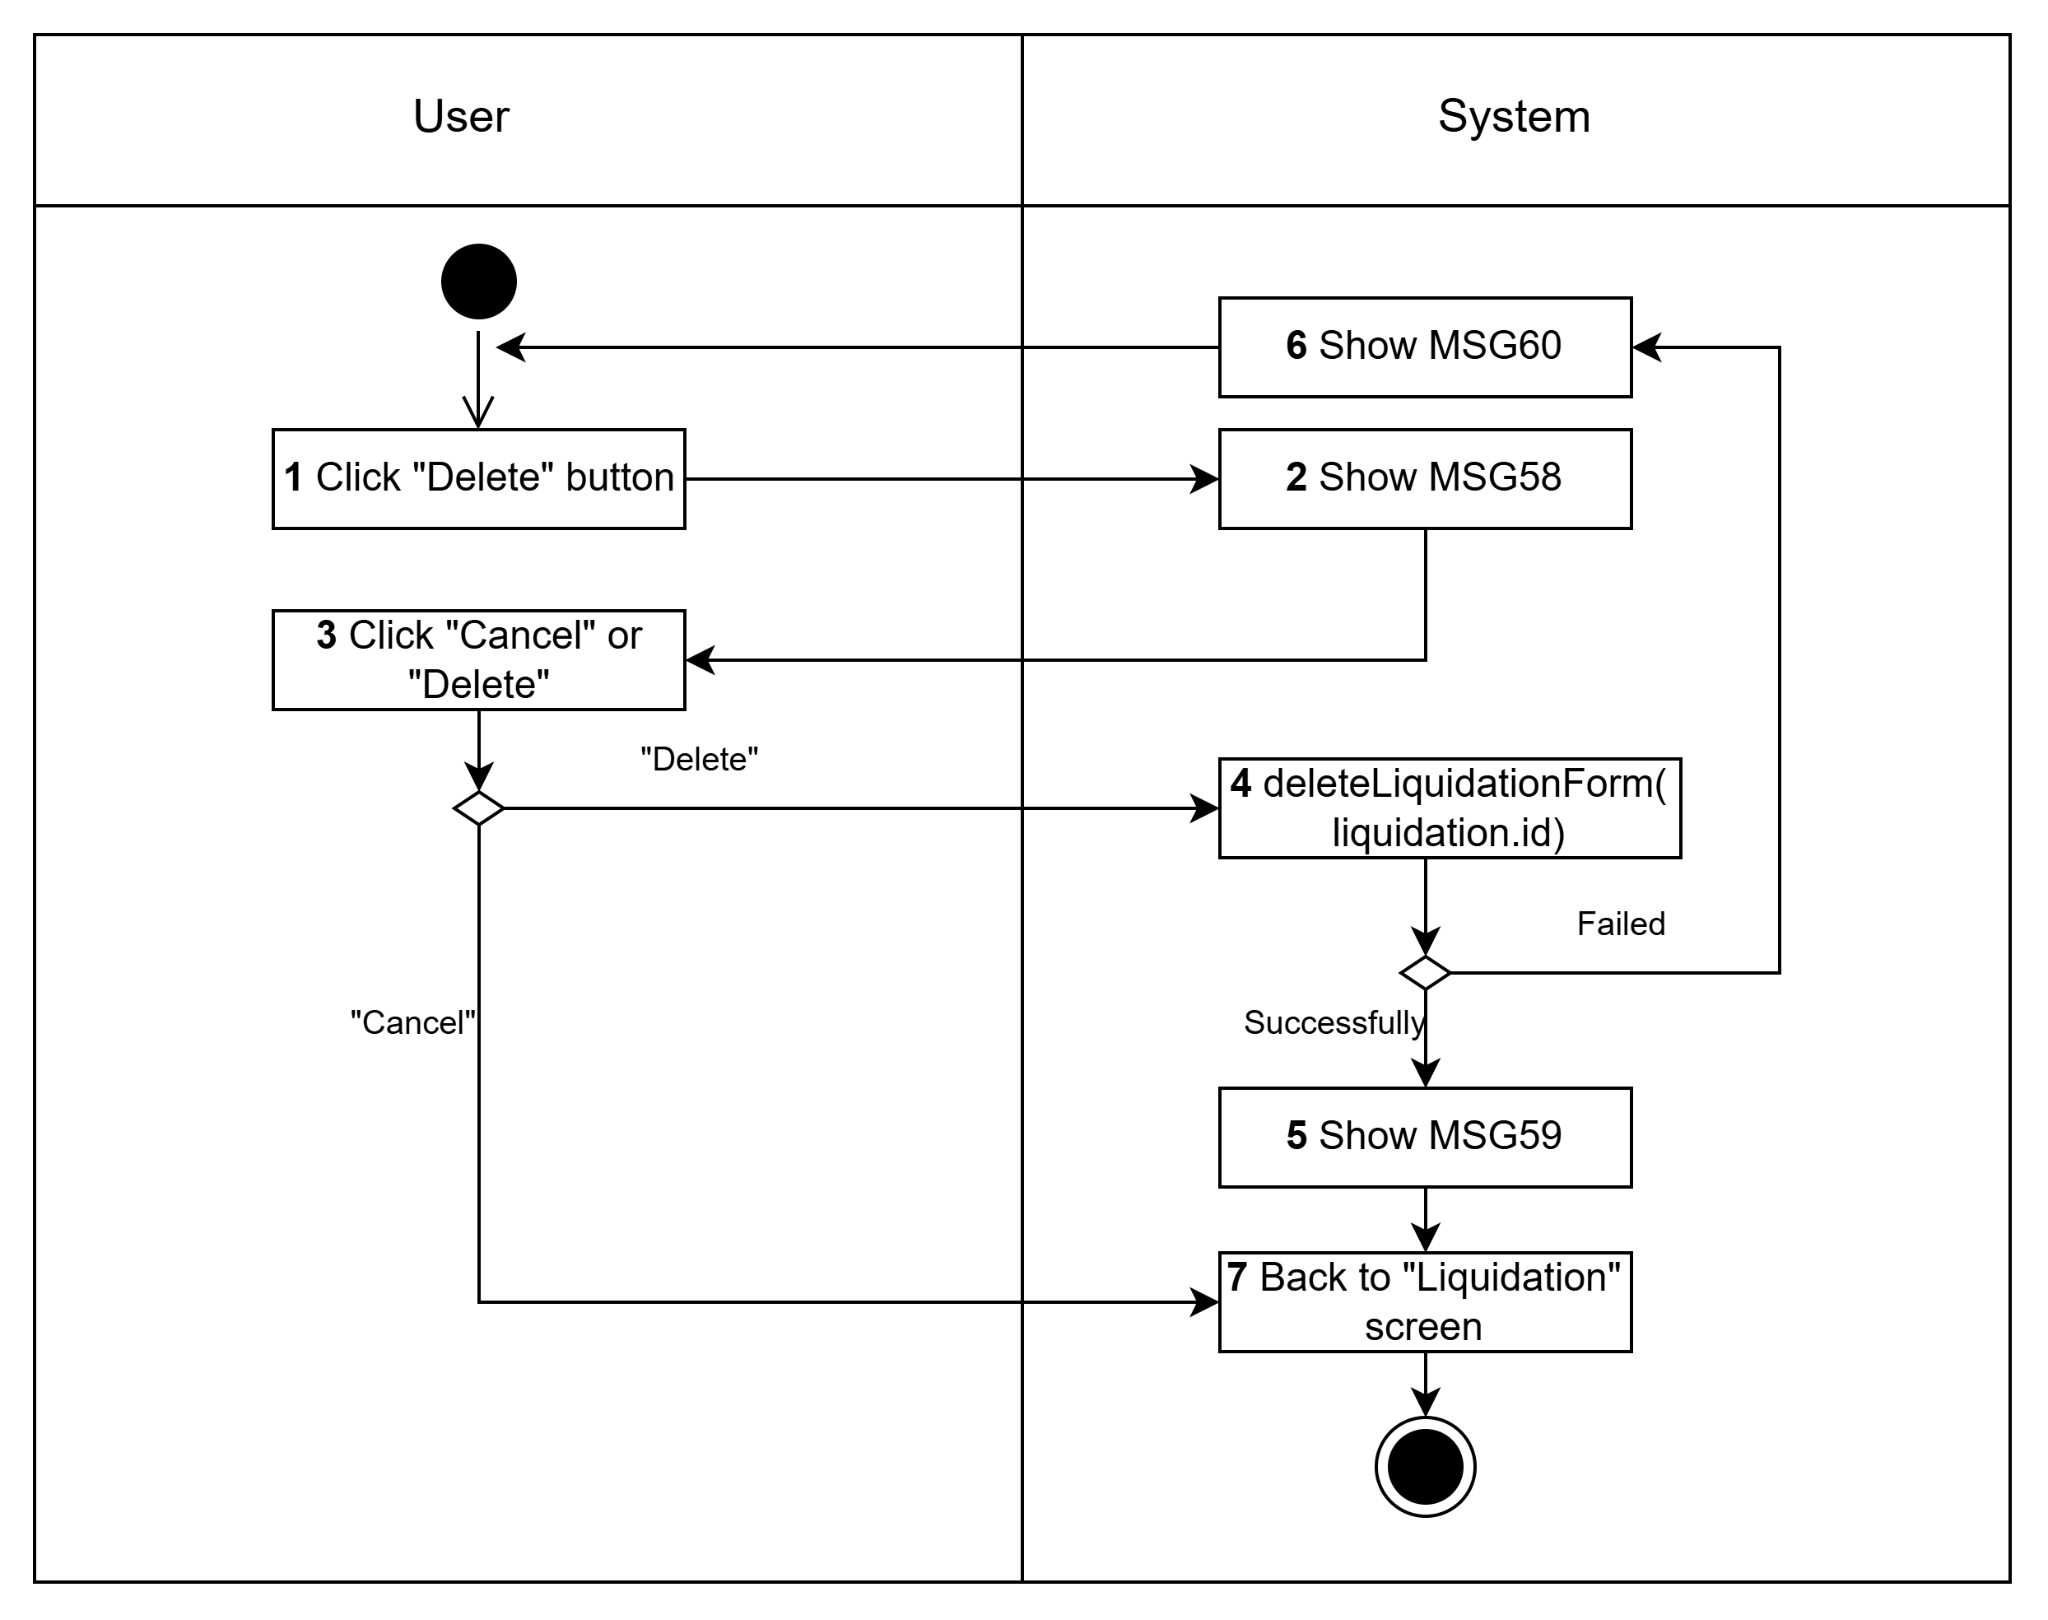 User
System
6 Show MSG60
1 Click "Delete" button
2 Show MSG58
3 Click "Cancel" or
"Delete"
"Delete"
4 deleteLiquidationForm(
liquidation.id)
Failed
"Cancel"
Successfully
5 Show MSG59
7 Back to "Liquidation"
screen